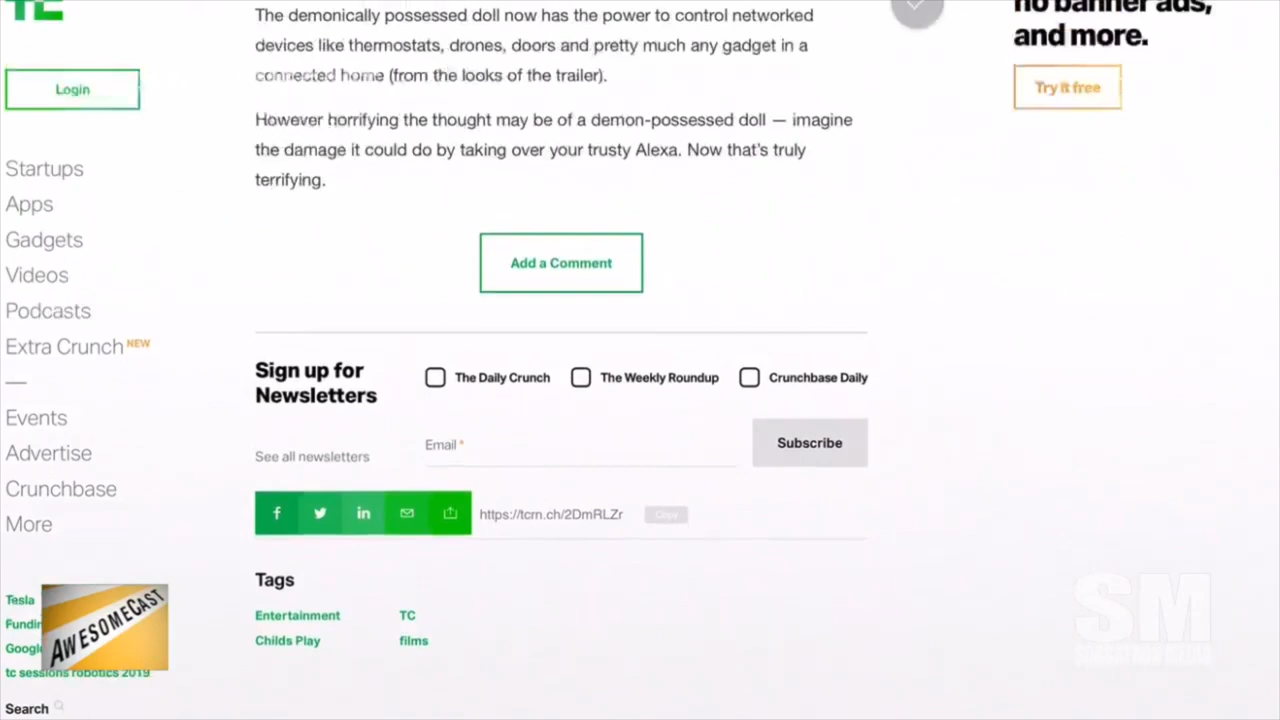 TC
Login
Startups
Apps
Gadgets
Videos
Podcasts
Extra Crunch NEW
—
Events
Advertise
Crunchbase
More
Tesla
Google
tc sessions robotics 2019
Search
AWESOMECAST
The demonically possessed doll now has the power to control networked
devices like thermostats, drones, doors and pretty much any gadget in a
connected home (from the looks of the trailer).
However horrifying the thought may be of a demon-possessed doll — imagine
the damage it could do by taking over your trusty Alexa. Now that's truly
terrifying.
Add a Comment
Sign up for
Newsletters
The Daily Crunch
The Weekly Roundup
Crunchbase Daily
See all newsletters
Email *
Subscribe
https://tcrn.ch/2DmRLZr
Copy
Tags
Entertainment
TC
Childs Play
films
no banner ads,
and more.
Try it free
SM